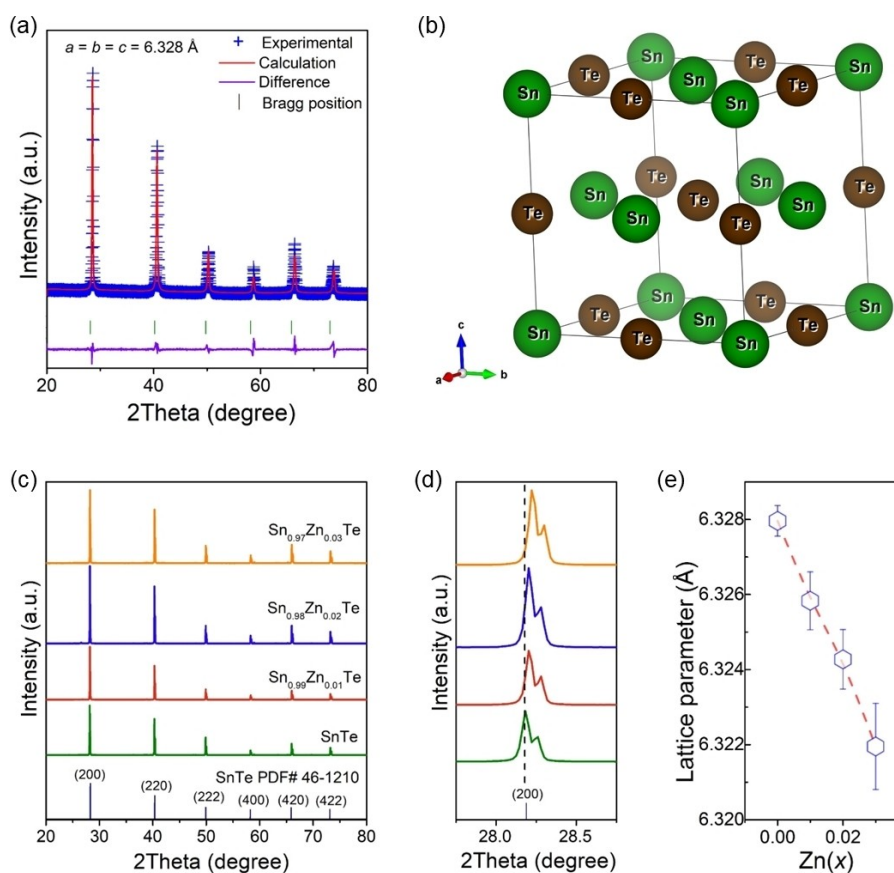 (a)
a = b = c = 6.328 Å
Experimental
Calculation
Difference
Bragg position
Intensity (a.u.)
20 40 60 80
2Theta (degree)
(b)
Sn Te Sn Te Sn
Te Sn Te
Sn Te Sn
Te Sn Te
Sn Te Sn
Te Sn Te
Te Sn Te Sn
Sn Te Sn Te
Te Sn
c
a b
(c)
Sn0.97Zn0.03Te
Sn0.98Zn0.02Te
Sn0.99Zn0.01Te
SnTe
SnTe PDF# 46-1210
(200) (220) (222) (400) (420) (422)
Intensity (a.u.)
20 30 40 50 60 70 80
2Theta (degree)
(d)
Intensity (a.u.)
(200)
28.0 28.5
2Theta (degree)
(e)
Lattice parameter (Å)
6.328
6.326
6.324
6.322
6.320
0.00 0.02
Zn(x)